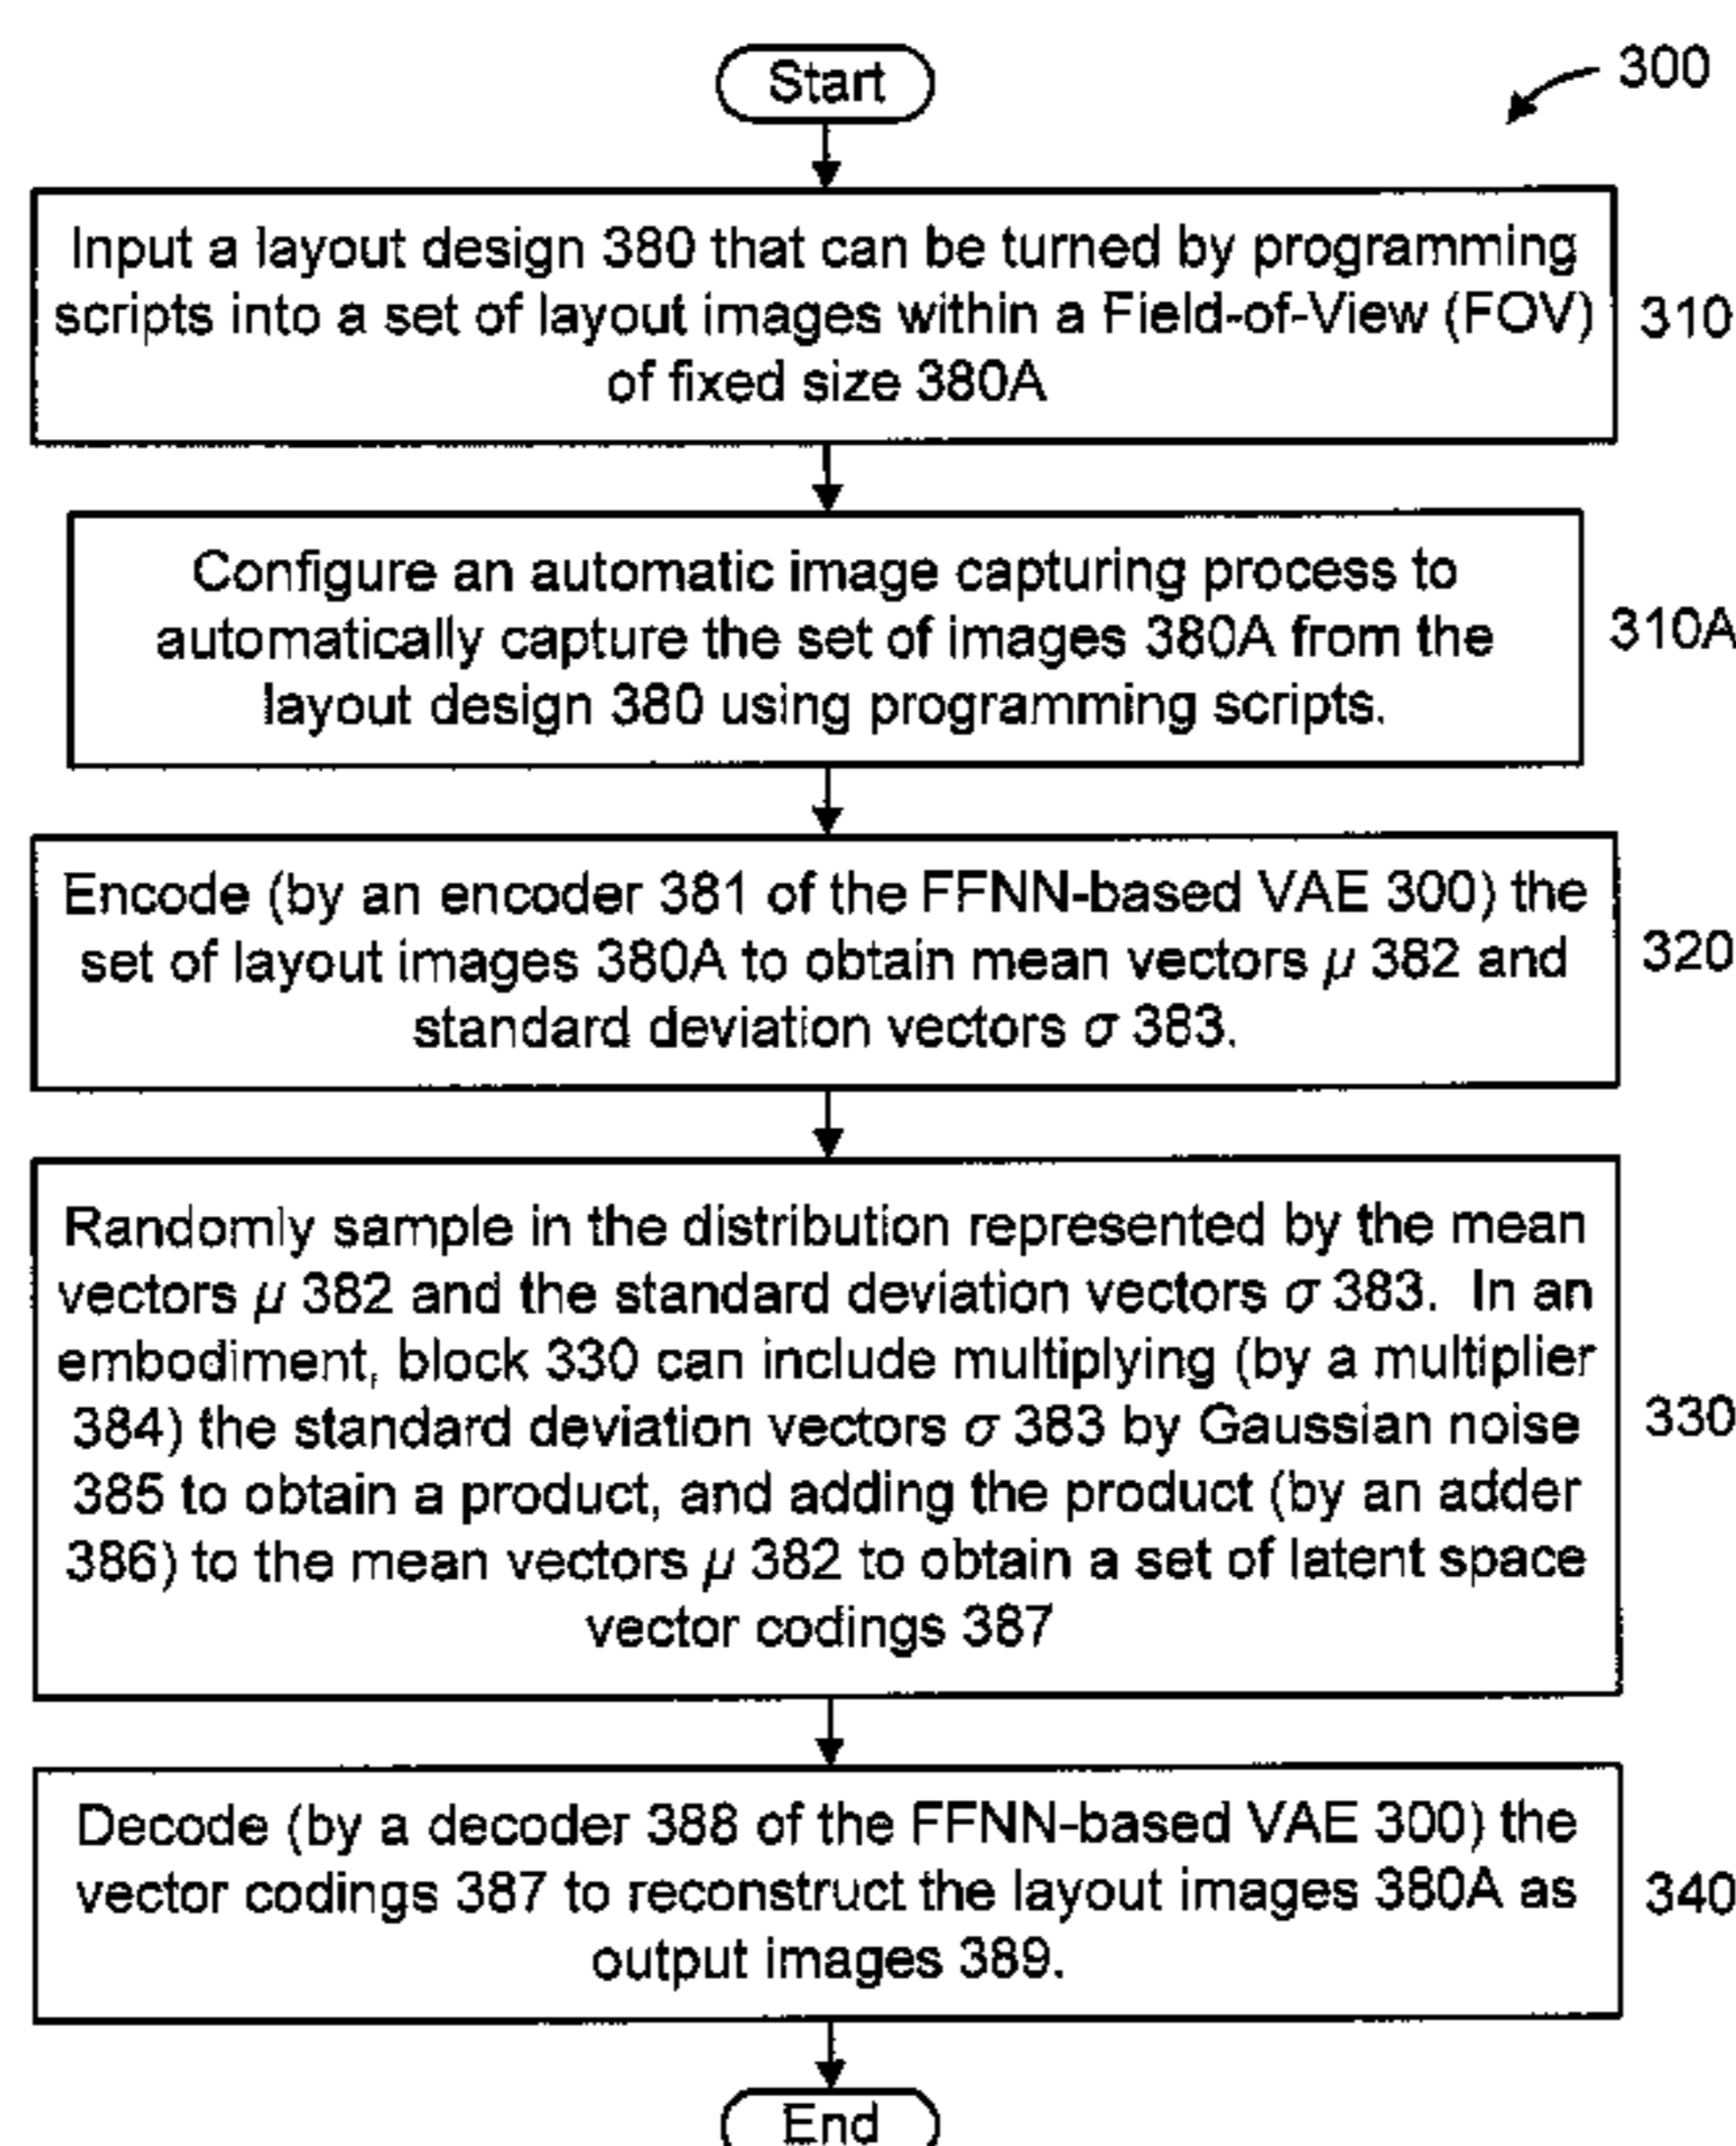 Start
300
Input a layout design 380 that can be turned by programming
scripts into a set of layout images within a Field-of-View (FOV)
of fixed size 380A
310
Configure an automatic image capturing process to
automatically capture the set of images 380A from the
layout design 380 using programming scripts.
310A
Encode (by an encoder 381 of the FFNN-based VAE 300) the
set of layout images 380A to obtain mean vectors μ 382 and
standard deviation vectors σ 383.
320
Randomly sample in the distribution represented by the mean
vectors μ 382 and the standard deviation vectors σ 383. In an
embodiment, block 330 can include multiplying (by a multiplier
384) the standard deviation vectors σ 383 by Gaussian noise
385 to obtain a product, and adding the product (by an adder
386) to the mean vectors μ 382 to obtain a set of latent space
vector codings 387
330
Decode (by a decoder 388 of the FFNN-based VAE 300) the
vector codings 387 to reconstruct the layout images 380A as
output images 389.
340
End